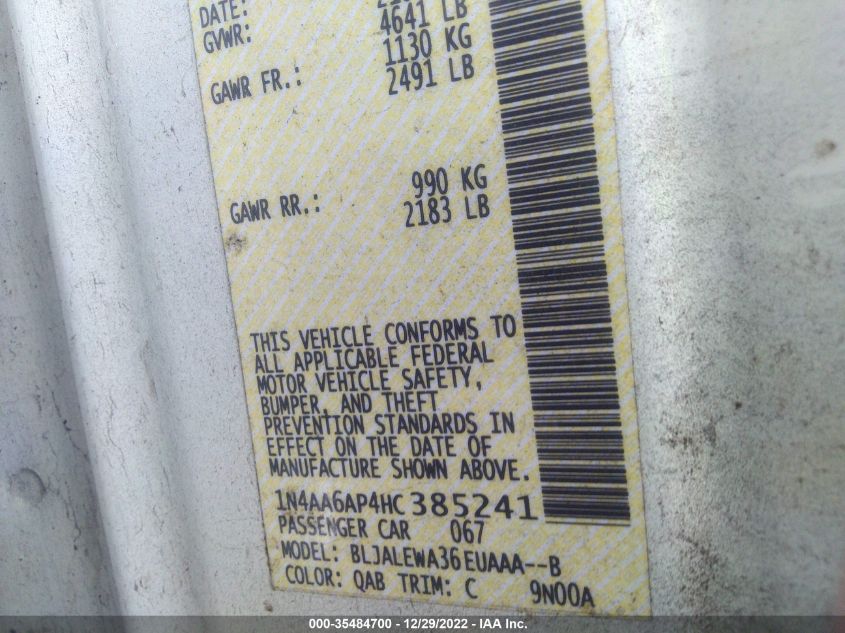 DATE:
GVWR: 4641 LB
1130 KG
GAWR FR.: 2491 LB
990 KG
GAWR RR.: 2183 LB
THIS VEHICLE CONFORMS TO
ALL APPLICABLE FEDERAL
MOTOR VEHICLE SAFETY,
BUMPER, AND THEFT
PREVENTION STANDARDS IN
EFFECT ON THE DATE OF
MANUFACTURE SHOWN ABOVE.
1N4AA6AP4HC385241
PASSENGER CAR 067
MODEL: BLJALEWA36EUAAA--B
COLOR: QAB TRIM: C 9N00A
000-35484700 - 12/29/2022 - IAA Inc.